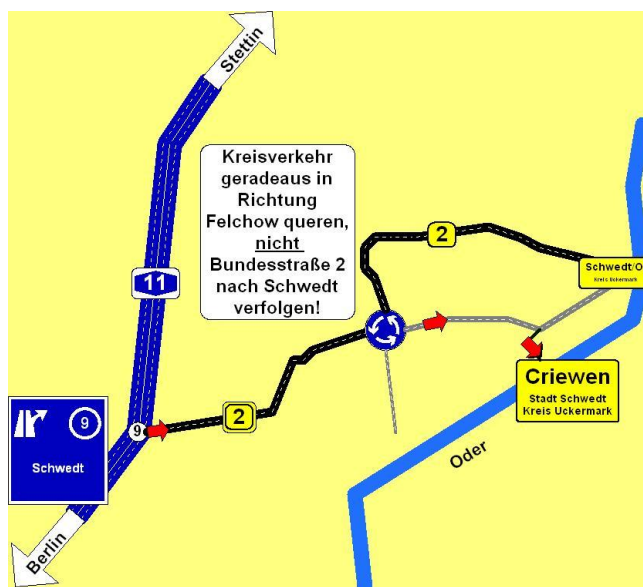 Stettin
Kreisverkehr
geradeaus in
Richtung
Felchow queren,
nicht
Bundesstraße 2
nach Schwedt
verfolgen!
2
Schwedt/O
Kreis Uckermark
11
Criewen
Stadt Schwedt
Kreis Uckermark
2
9
9
Schwedt
Oder
Berlin